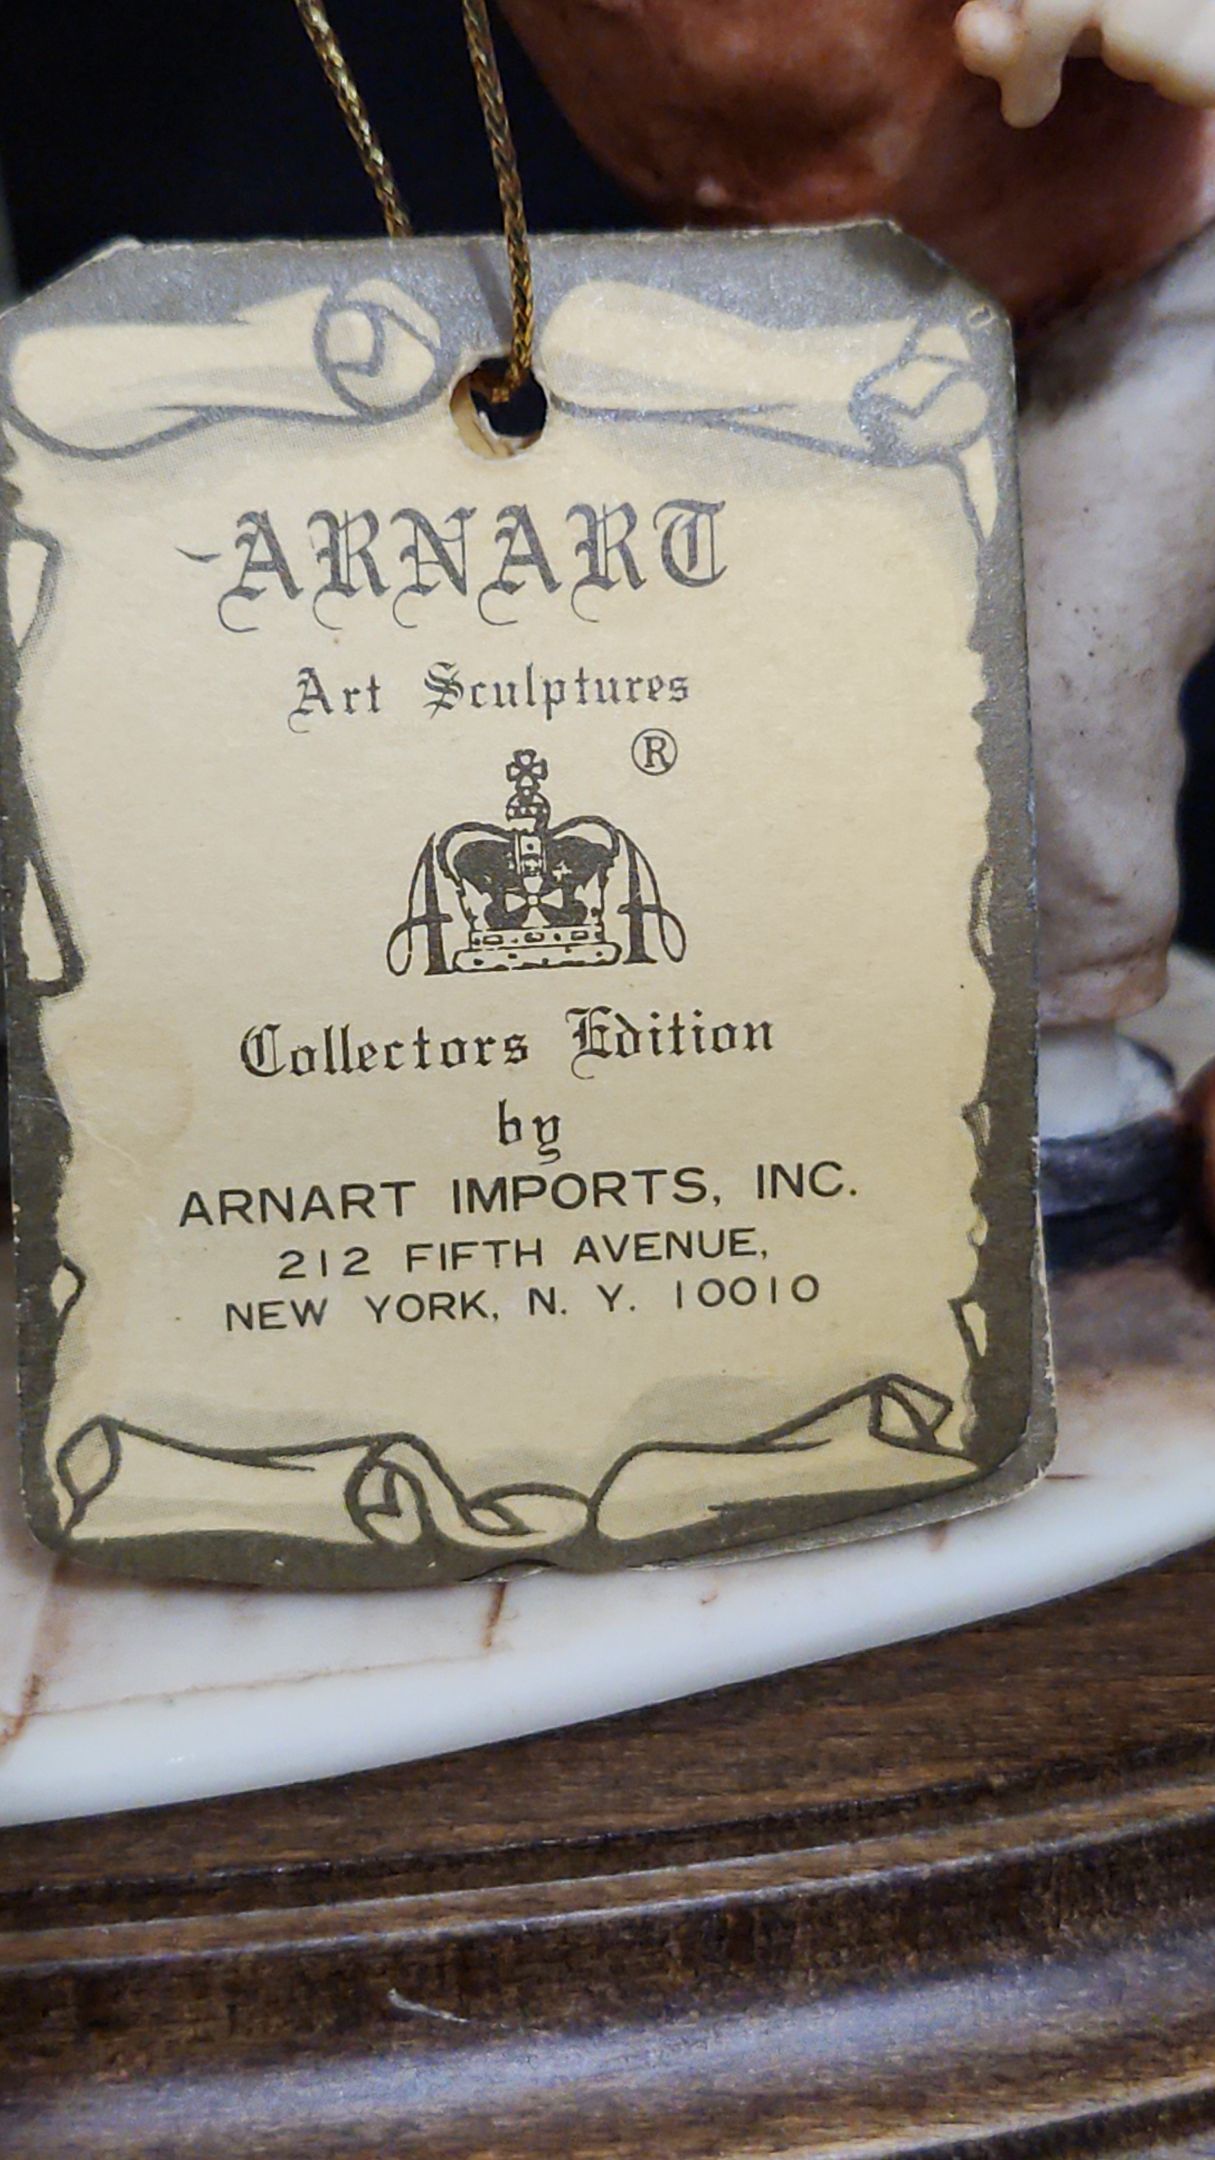 ARNART
Art Sculptures
®
A A
Collectors Edition
by
ARNART IMPORTS, INC.
212 FIFTH AVENUE,
NEW YORK, N. Y. 10010